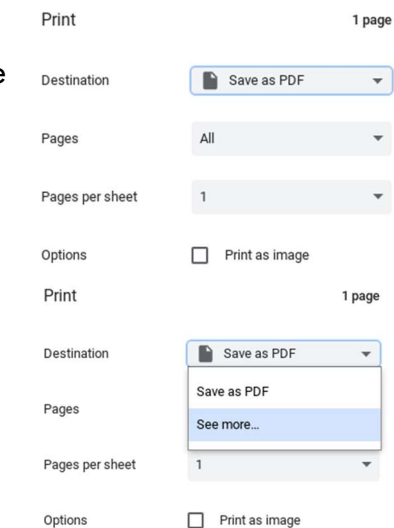 Print 1 page
e
Destination Save as PDF
Pages All
Pages per sheet 1
Options Print as image
Print 1 page
Destination Save as PDF
Save as PDF
Pages
See more...
Pages per sheet 1
Options Print as image